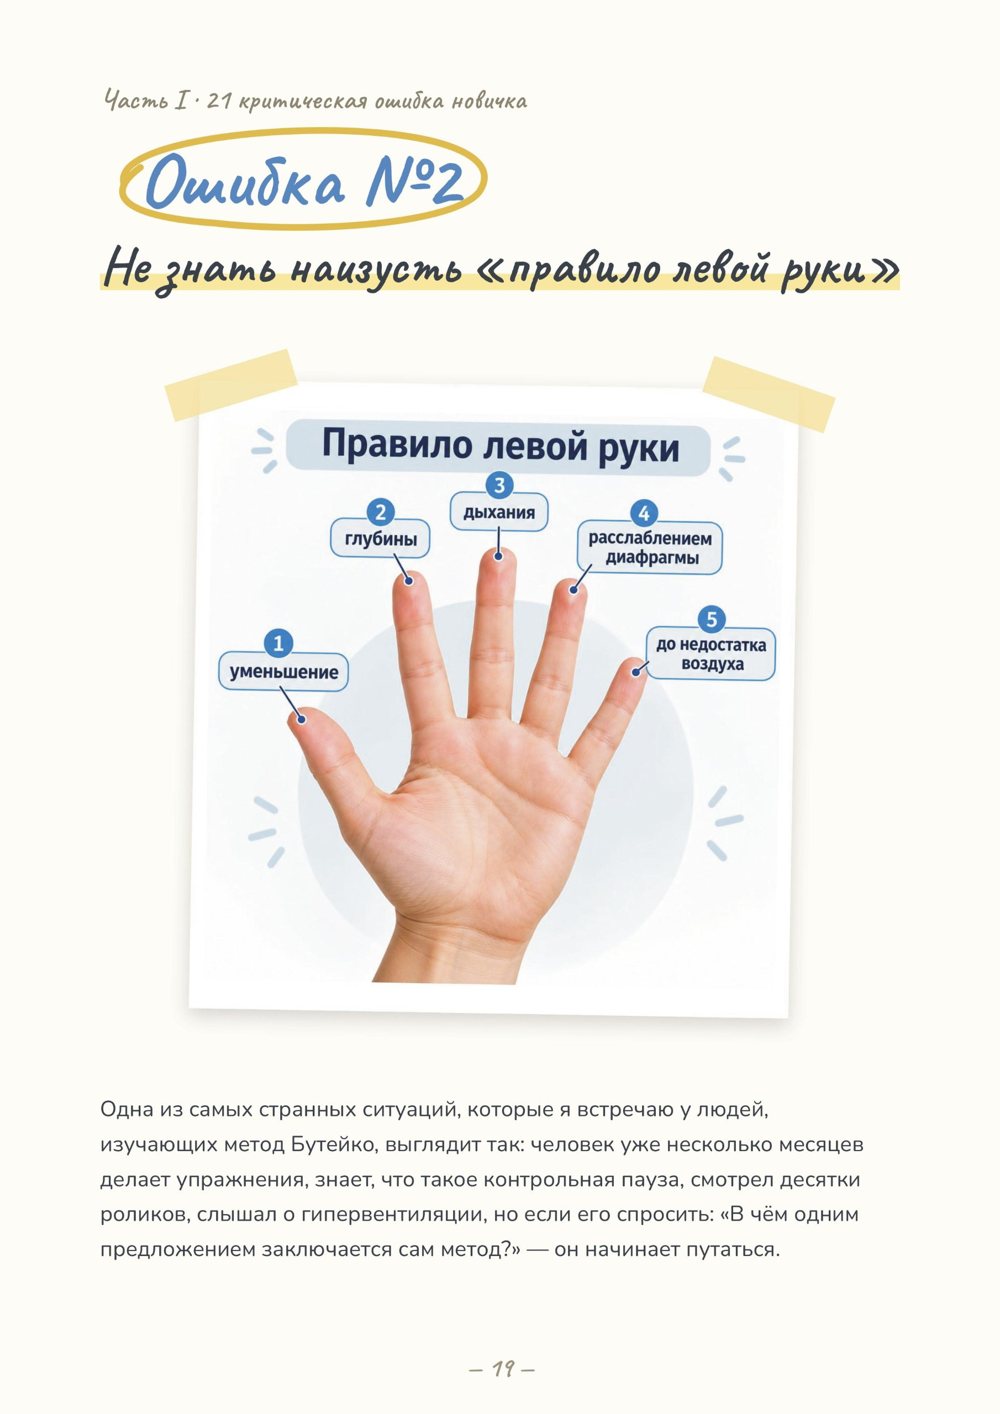 Часть I · 21 критическая ошибка новичка
Ошибка №2
Не знать наизусть «правило левой руки»
Правило левой руки
1
уменьшение
2
глубины
3
дыхания
4
расслаблением
диафрагмы
5
до недостатка
воздуха
Одна из самых странных ситуаций, которые я встречаю у людей,
изучающих метод Бутейко, выглядит так: человек уже несколько месяцев
делает упражнения, знает, что такое контрольная пауза, смотрел десятки
роликов, слышал о гипервентиляции, но если его спросить: «В чём одним
предложением заключается сам метод?» — он начинает путаться.
— 19 —